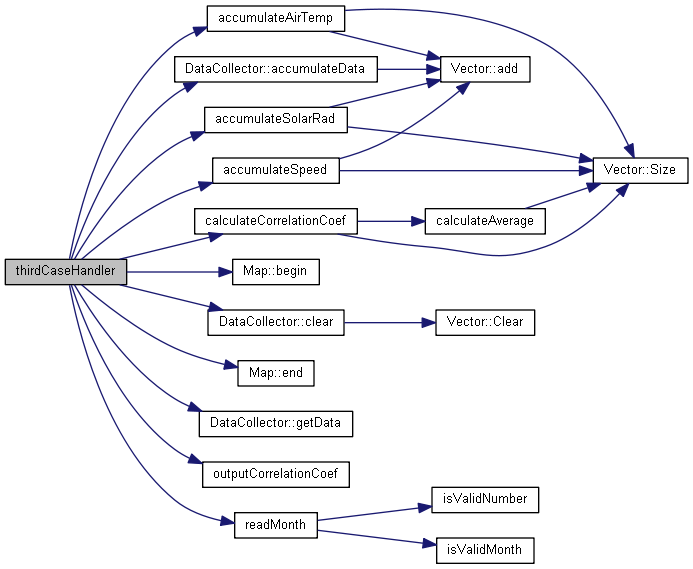 accumulateAirTemp
DataCollector::accumulateData
Vector::add
accumulateSolarRad
accumulateSpeed
Vector::Size
calculateCorrelationCoef
calculateAverage
thirdCaseHandler
Map::begin
DataCollector::clear
Vector::Clear
Map::end
DataCollector::getData
outputCorrelationCoef
readMonth
isValidNumber
isValidMonth